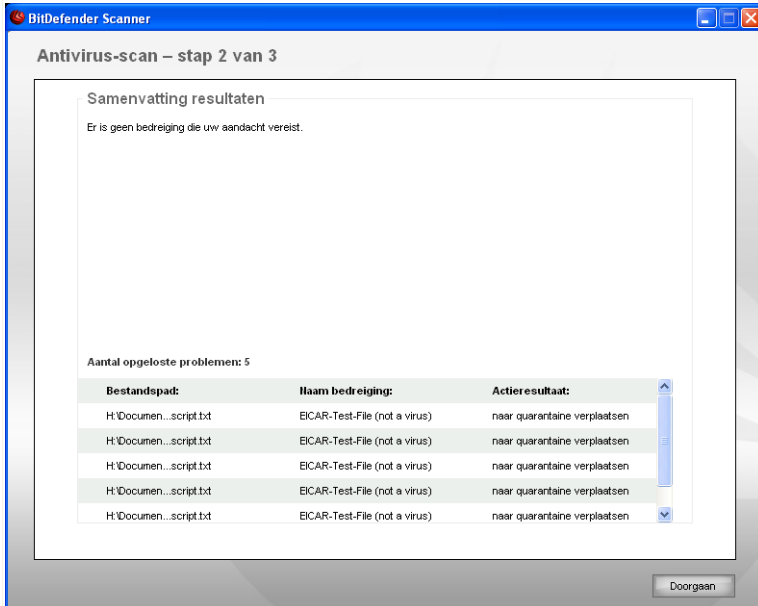 BitDefender Scanner
Antivirus-scan – stap 2 van 3
Samenvatting resultaten
Er is geen bedreiging die uw aandacht vereist.
Aantal opgeloste problemen: 5
Bestandspad: Naam bedreiging: Actieresultaat:
H:\Documen...script.txt EICAR-Test-File (not a virus) naar quarantaine verplaatsen
H:\Documen...script.txt EICAR-Test-File (not a virus) naar quarantaine verplaatsen
H:\Documen...script.txt EICAR-Test-File (not a virus) naar quarantaine verplaatsen
H:\Documen...script.txt EICAR-Test-File (not a virus) naar quarantaine verplaatsen
H:\Documen...script.txt EICAR-Test-File (not a virus) naar quarantaine verplaatsen
Doorgaan